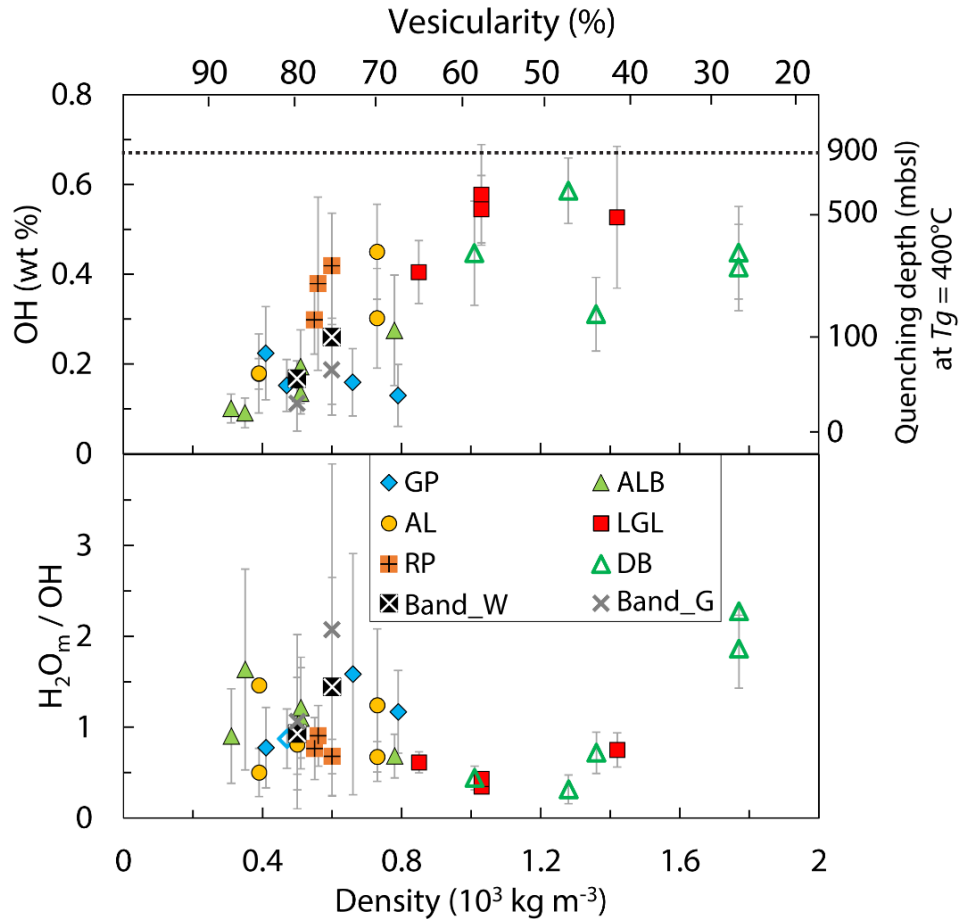 Vesicularity (%)
90 80 70 60 50 40 30 20
0.8
0.6
0.4
0.2
0
OH (wt %)
900
500
100
0
Quenching depth (mbsl)
at Tg = 400°C
GP ALB
AL LGL
RP DB
Band_W Band_G
3
2
1
0
H₂Oₘ / OH
0 0.4 0.8 1.2 1.6 2
Density (10³ kg m⁻³)